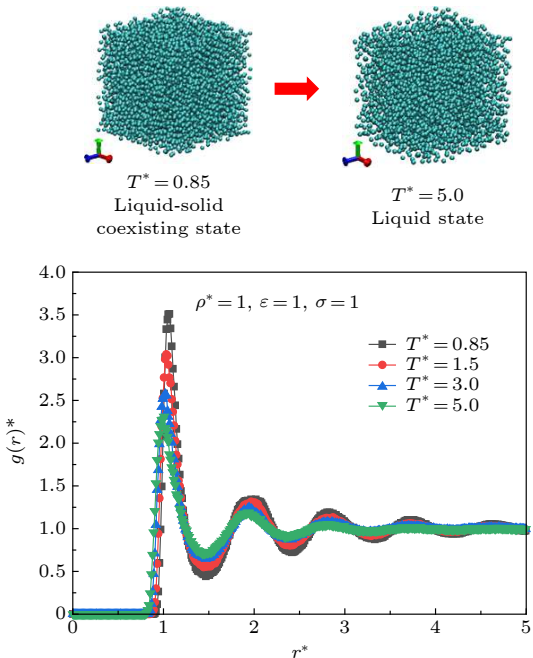 T* = 0.85
Liquid-solid
coexisting state
T* = 5.0
Liquid state
ρ* = 1, ε = 1, σ = 1
T* = 0.85
T* = 1.5
T* = 3.0
T* = 5.0
g(r)*
4.0
3.5
3.0
2.5
2.0
1.5
1.0
0.5
0
0 1 2 3 4 5
r*